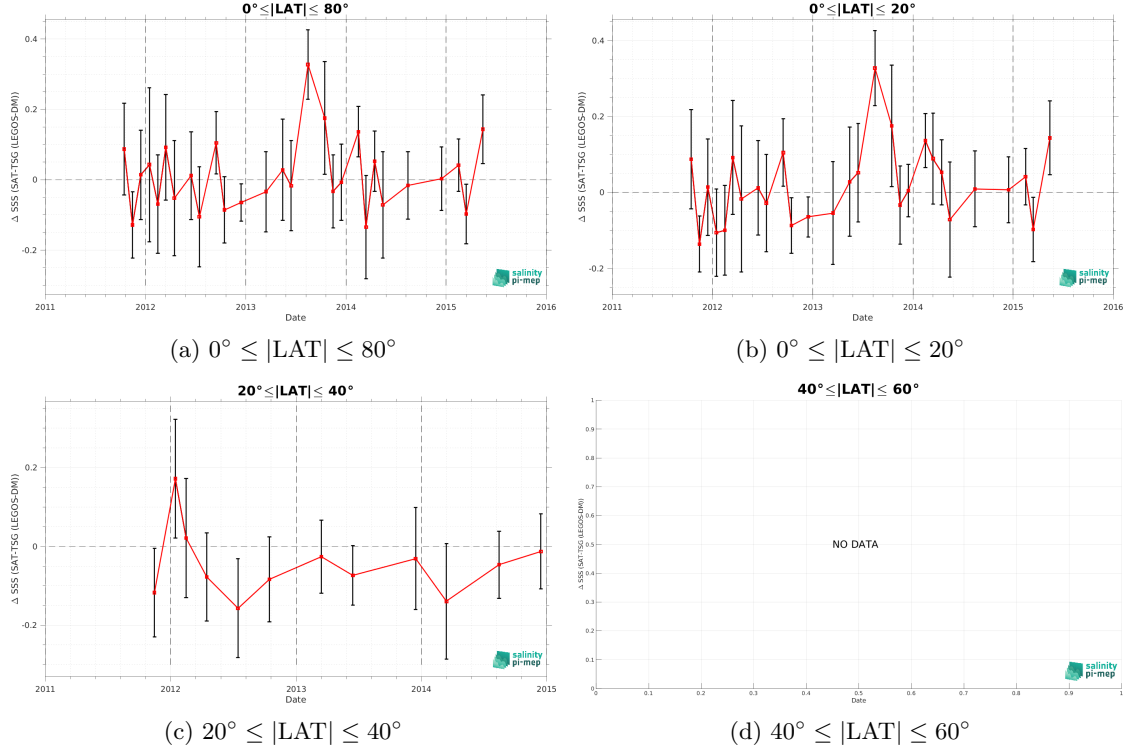 0°≤|LAT|≤ 80°
Δ SSS (SAT-TSG (LEGOS-DM))
0.4
0.2
0
-0.2
2011 2012 2013 2014 2015 2016
Date
salinity
pi-mep
(a) 0° ≤ |LAT| ≤ 80°
0°≤|LAT|≤ 20°
Δ SSS (SAT-TSG (LEGOS-DM))
0.4
0.2
0
-0.2
2011 2012 2013 2014 2015 2016
Date
salinity
pi-mep
(b) 0° ≤ |LAT| ≤ 20°
20°≤|LAT|≤ 40°
Δ SSS (SAT-TSG (LEGOS-DM))
0.2
0
-0.2
2011 2012 2013 2014 2015
Date
salinity
pi-mep
(c) 20° ≤ |LAT| ≤ 40°
40°≤|LAT|≤ 60°
Δ SSS (SAT-TSG (LEGOS-DM))
1
0.9
0.8
0.7
0.6
0.5
0.4
0.3
0.2
0.1
0
NO DATA
0 0.1 0.2 0.3 0.4 0.5 0.6 0.7 0.8 0.9 1
Date
salinity
pi-mep
(d) 40° ≤ |LAT| ≤ 60°